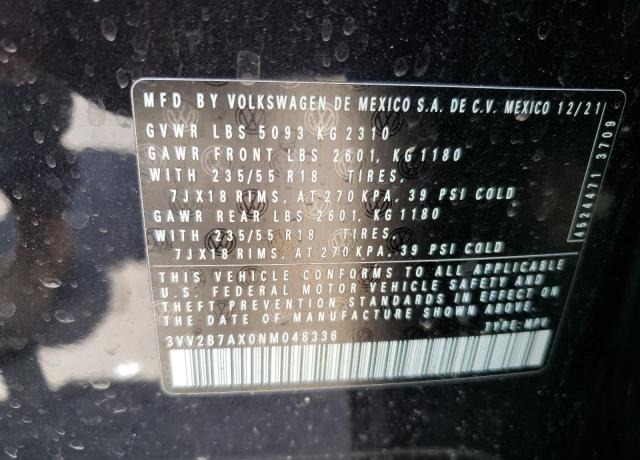 MFD. BY VOLKSWAGEN DE MEXICO S.A. DE C.V. MEXICO 12/21
GVWR LBS 5093 KG 2310
GAWR FRONT LBS 2601, KG 1180
WITH 235/55 R18 TIRES,
7JX18 RIMS, AT 270 KPA, 39 PSI COLD
GAWR REAR LBS 2601, KG 1180
WITH 235/55 R18 TIRES,
7JX18 RIMS, AT 270 KPA, 39 PSI COLD
THIS VEHICLE CONFORMS TO ALL APPLICABLE
U.S. FEDERAL MOTOR VEHICLE SAFETY AND
THEFT PREVENTION STANDARDS IN EFFECT ON
THE DATE OF MANUFACTURE SHOWN ABOVE.
3VV2B7AX0NM048336
TYPE: MPV
3709